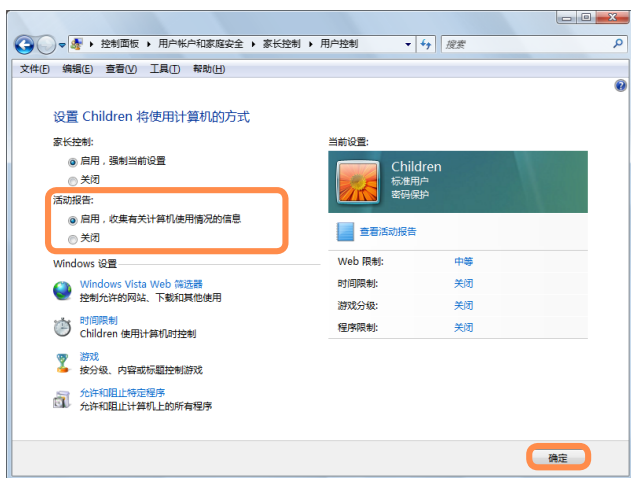 控制面板 ▸ 用户帐户和家庭安全 ▸ 家长控制 ▸ 用户控制 搜索
文件(F) 编辑(E) 查看(V) 工具(T) 帮助(H)
设置 Children 将使用计算机的方式
家长控制:
启用，强制当前设置
关闭
活动报告:
启用，收集有关计算机使用情况的信息
关闭
Windows 设置
Windows Vista Web 筛选器
控制允许的网站、下载和其他使用
时间限制
Children 使用计算机时控制
游戏
按分级、内容或标题控制游戏
允许和阻止特定程序
允许和阻止计算机上的所有程序
当前设置:
Children
标准用户
密码保护
查看活动报告
Web 限制: 中等
时间限制: 关闭
游戏分级: 关闭
程序限制: 关闭
确定